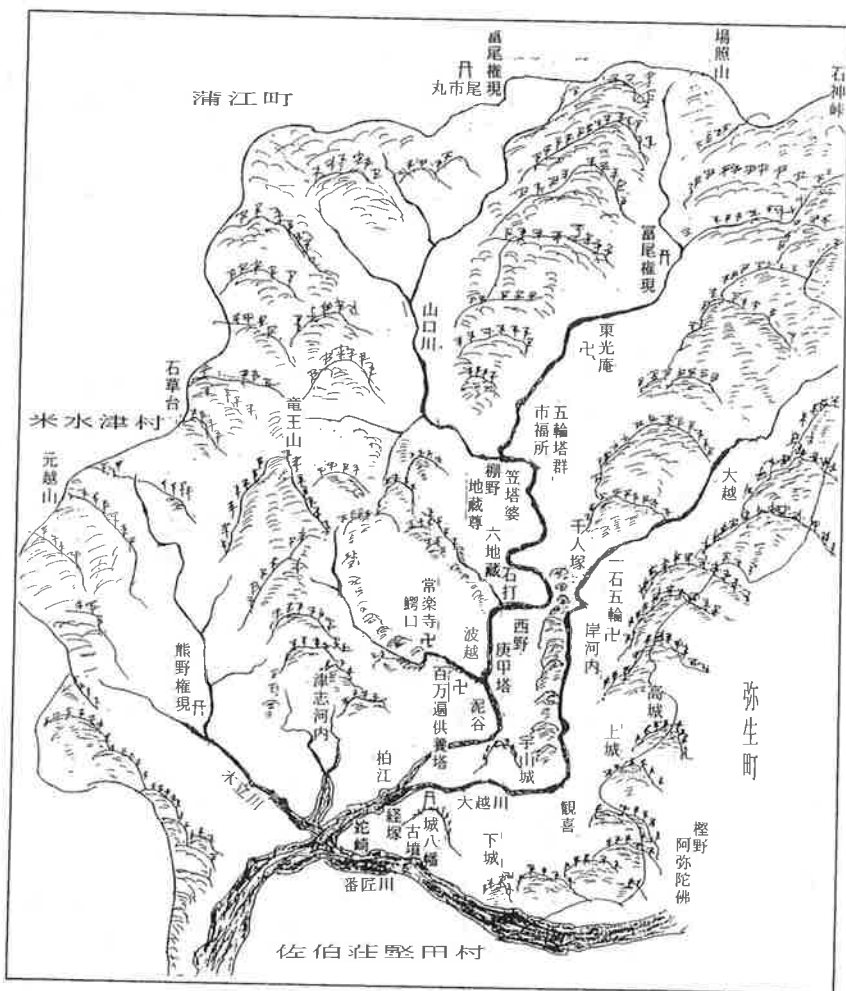 冨尾権現
丸市尾
場照山
石神峠
蒲江町
冨尾権現
山口川
東光庵
石草台
竜王山
米水津村
元越山
五輪塔群
市福所
笠塔婆
棚野
地蔵尊
六地蔵
石打
千人塚
大越
一石五輪
岸河内
常楽寺
鰐口
波越
西野
庚申塔
百万遍供養塔
泥谷
宇山城
熊野権現
津志河内
柏江
木立川
大越川
高城
上城
弥生町
観喜
樫野
阿弥陀佛
蛇崎
経塚
古墳
城八幡
下城
番匠川
佐伯荘堅田村